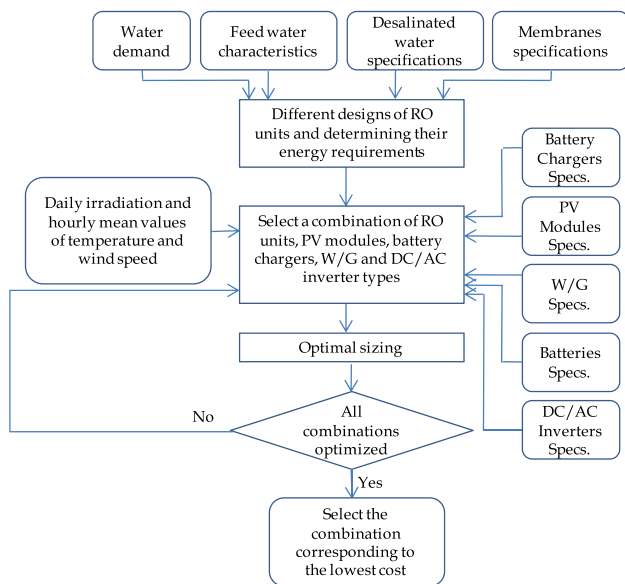 Water
demand
Feed water
characteristics
Desalinated
water
specifications
Membranes
specifications
Different designs of RO
units and determining their
energy requirements
Battery
Chargers
Specs.
Daily irradiation and
hourly mean values
of temperature and
wind speed
Select a combination of RO
units, PV modules, battery
chargers, W/G and DC/AC
inverter types
PV
Modules
Specs.
W/G
Specs.
Optimal sizing
Batteries
Specs.
No
All
combinations
optimized
DC/AC
Inverters
Specs.
Yes
Select the
combination
corresponding to
the lowest cost